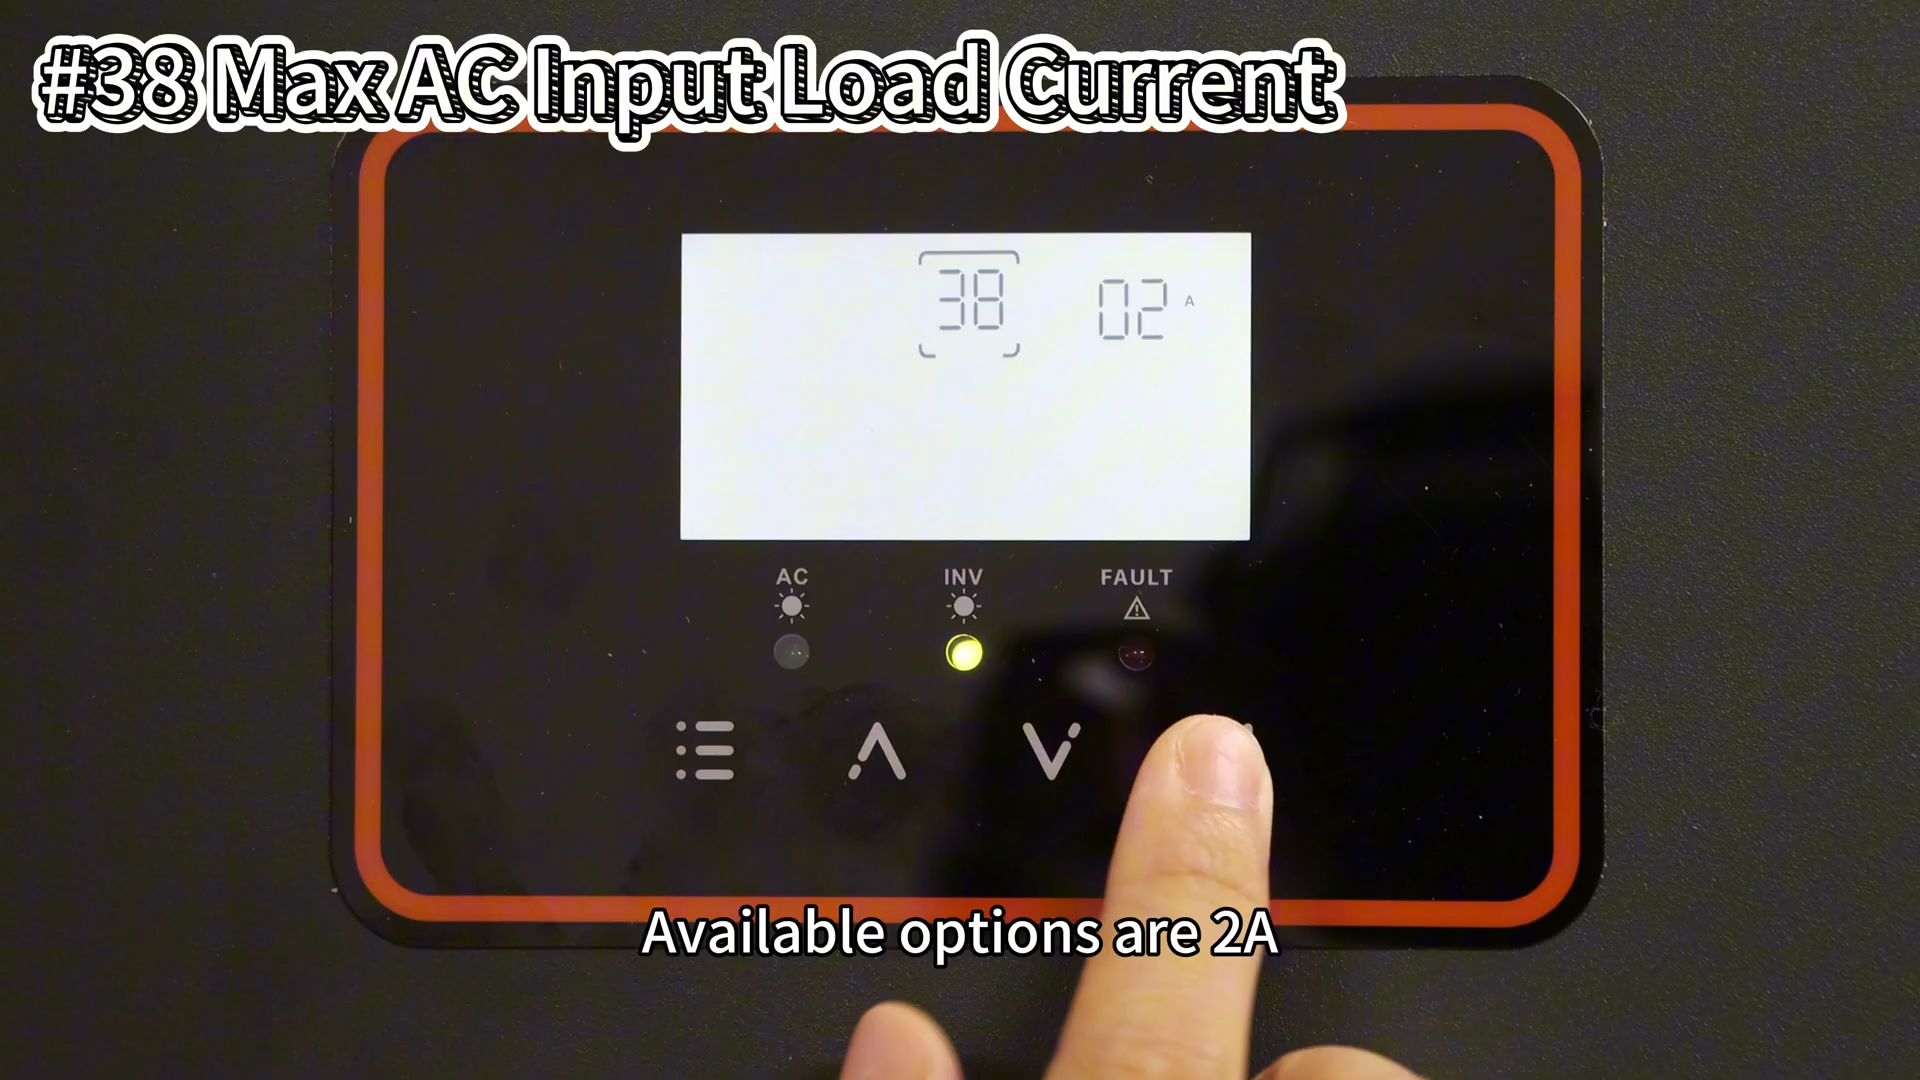 #38 Max AC Input Load Current
38 02 A
AC INV FAULT
Available options are 2A